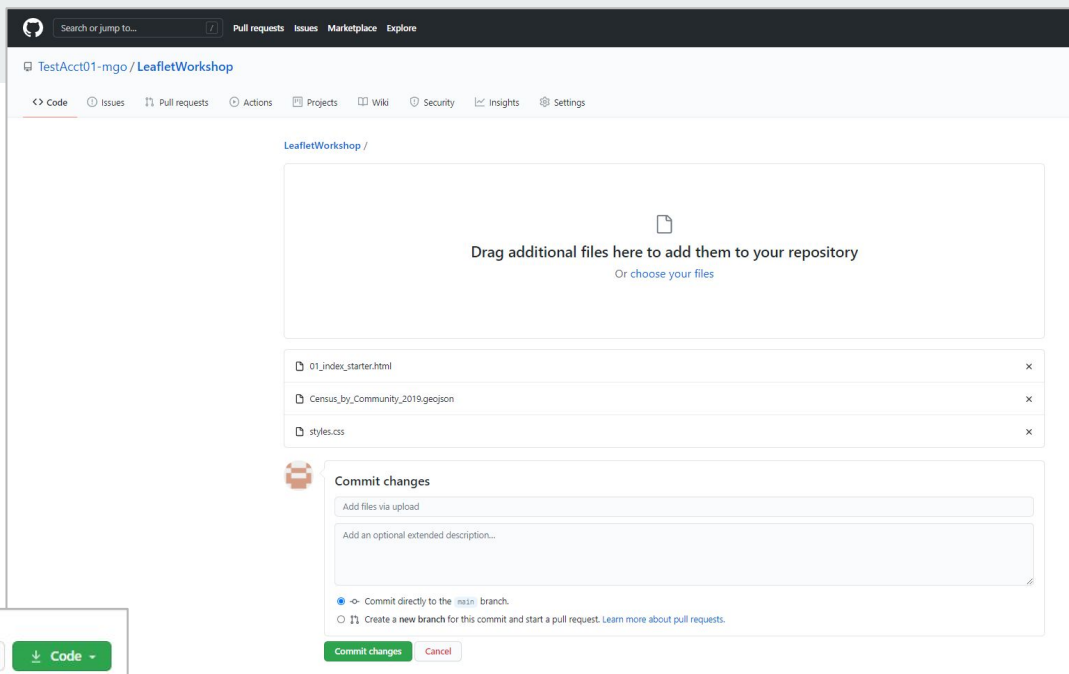 Search or jump to... / Pull requests Issues Marketplace Explore
TestAcct01-mgo / LeafletWorkshop
<> Code Issues Pull requests Actions Projects Wiki Security Insights Settings
LeafletWorkshop /
Drag additional files here to add them to your repository
Or choose your files
01_index_starter.html ×
Census_by_Community_2019.geojson ×
styles.css ×
Commit changes
Add files via upload
Add an optional extended description...
Commit directly to the main branch.
Create a new branch for this commit and start a pull request. Learn more about pull requests.
Commit changes Cancel
Code